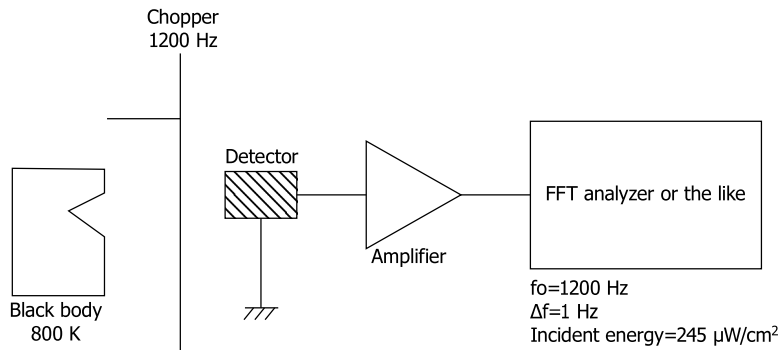 Chopper
1200 Hz
Detector
FFT analyzer or the like
Amplifier
Black body
800 K
fo=1200 Hz
Δf=1 Hz
Incident energy=245 μW/cm²